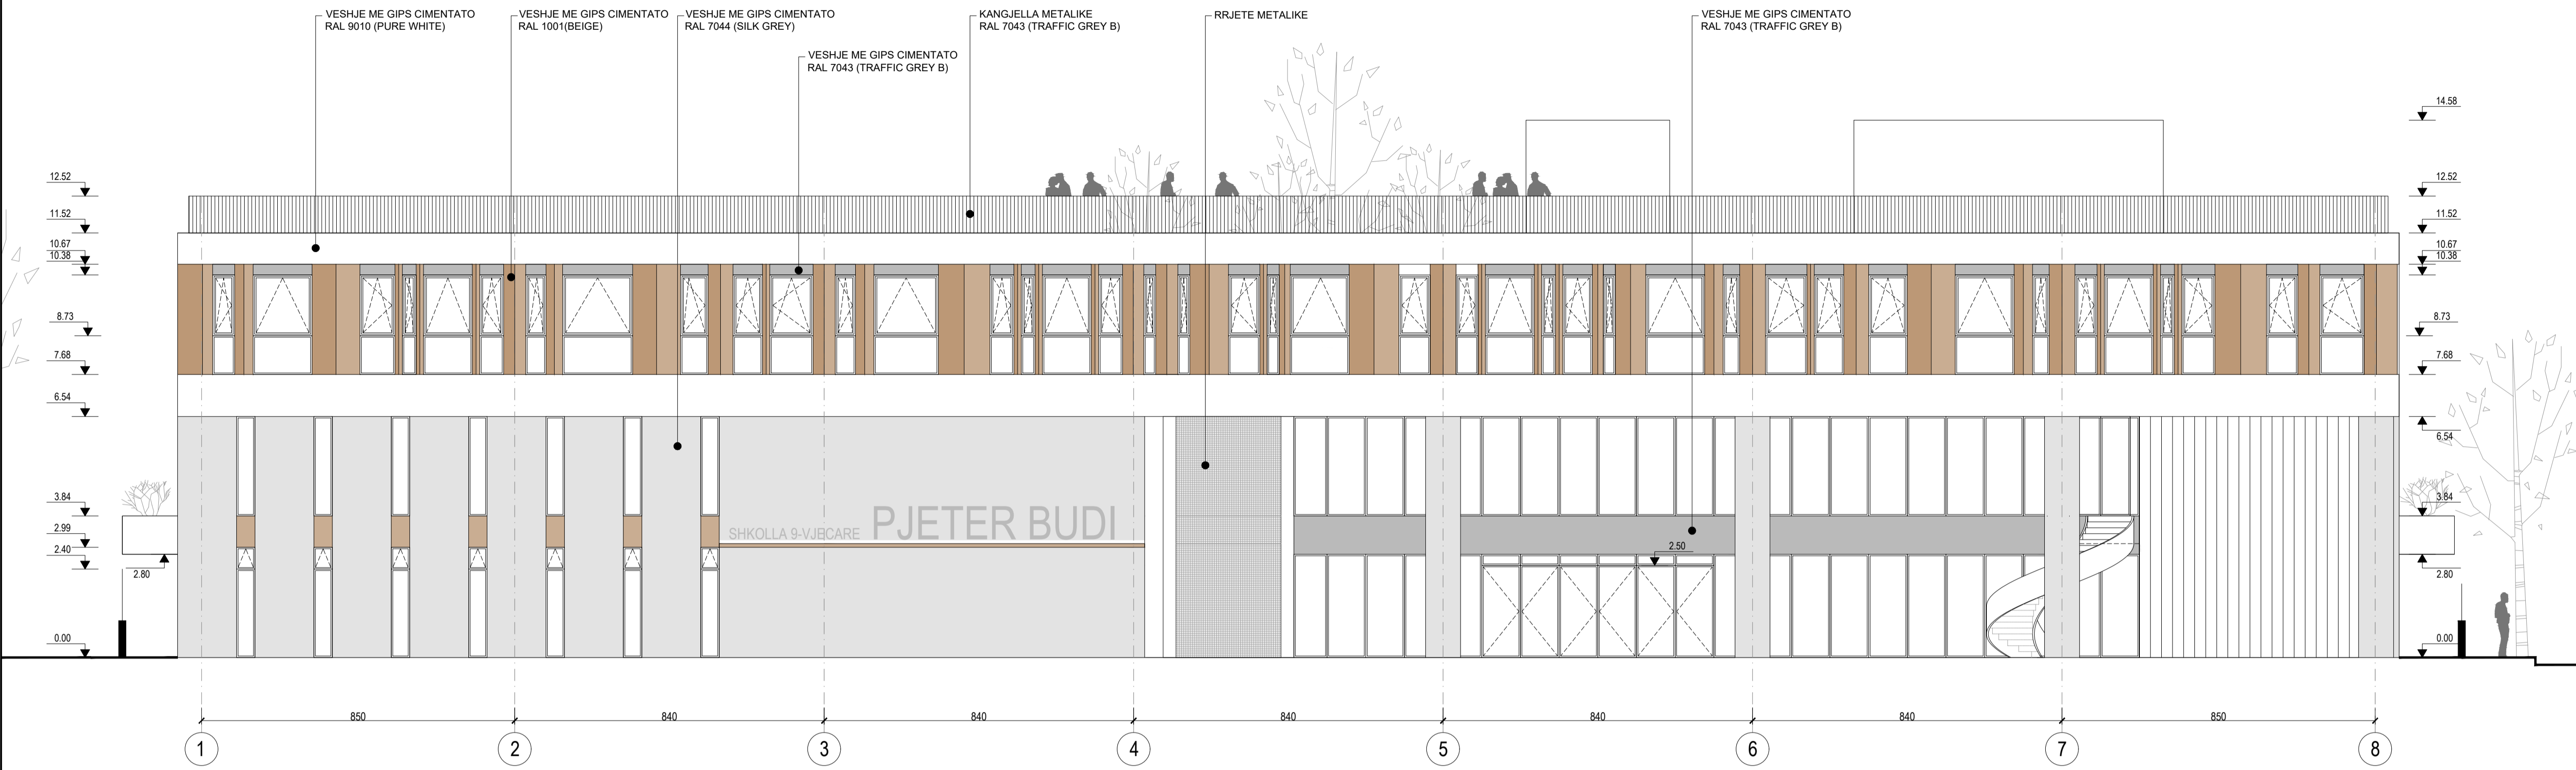 VESHJE ME GIPS CIMENTATO
RAL 9010 (PURE WHITE)
VESHJE ME GIPS CIMENTATO
RAL 1001(BEIGE)
VESHJE ME GIPS CIMENTATO
RAL 7044 (SILK GREY)
VESHJE ME GIPS CIMENTATO
RAL 7043 (TRAFFIC GREY B)
KANGJELLA METALIKE
RAL 7043 (TRAFFIC GREY B)
RRJETE METALIKE
VESHJE ME GIPS CIMENTATO
RAL 7043 (TRAFFIC GREY B)
12.52
11.52
10.67
10.38
8.73
7.68
6.54
3.84
2.99
2.40
2.80
0.00
SHKOLLA 9-VJECARE PJETER BUDI
2.50
14.58
12.52
11.52
10.67
10.38
8.73
7.68
6.54
3.84
2.80
0.00
850 840 840 840 840 840 850
1 2 3 4 5 6 7 8